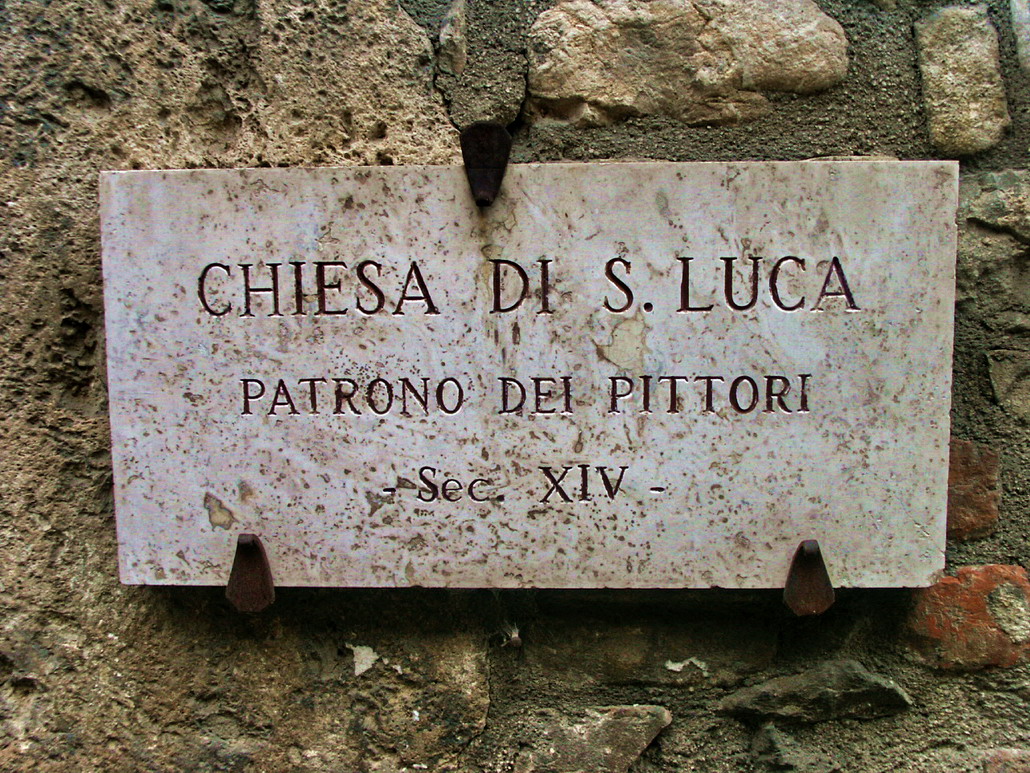 CHIESA DI S. LUCA
PATRONO DEI PITTORI
- Sec. XIV -